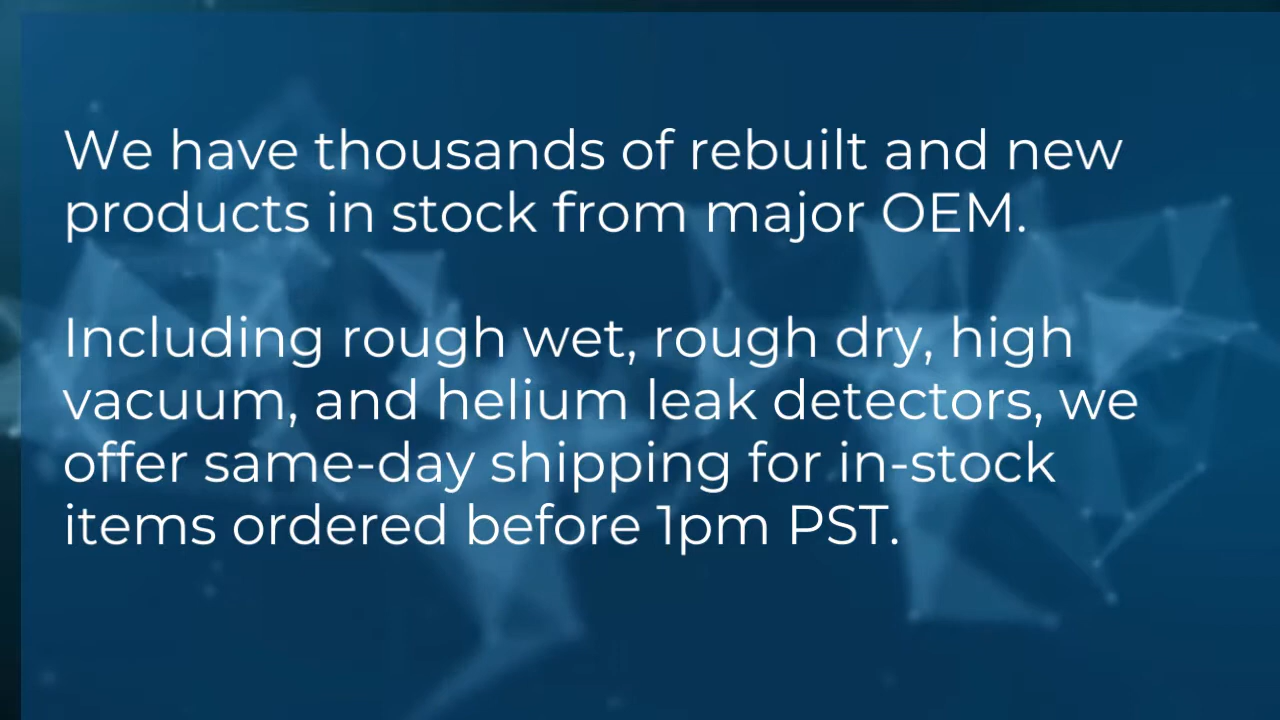 We have thousands of rebuilt and new
products in stock from major OEM.
Including rough wet, rough dry, high
vacuum, and helium leak detectors, we
offer same-day shipping for in-stock
items ordered before 1pm PST.